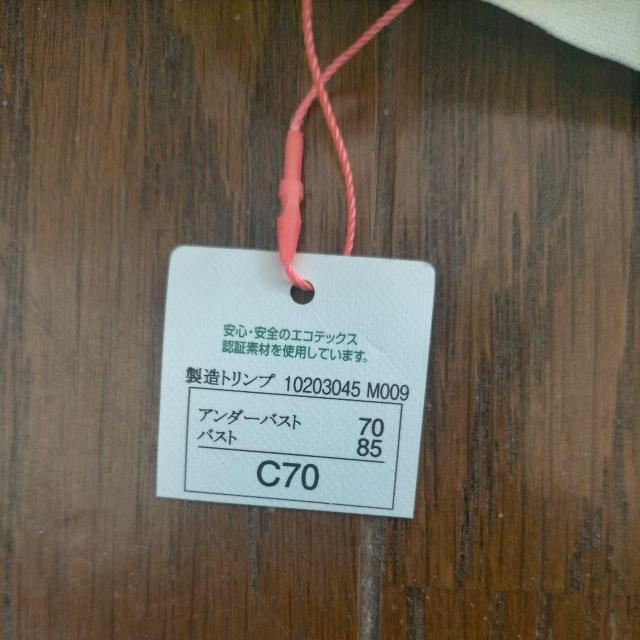 安心・安全のエコテックス
認証素材を使用しています。
製造トリンプ 10203045 M009
アンダーバスト 70
バスト 85
C70